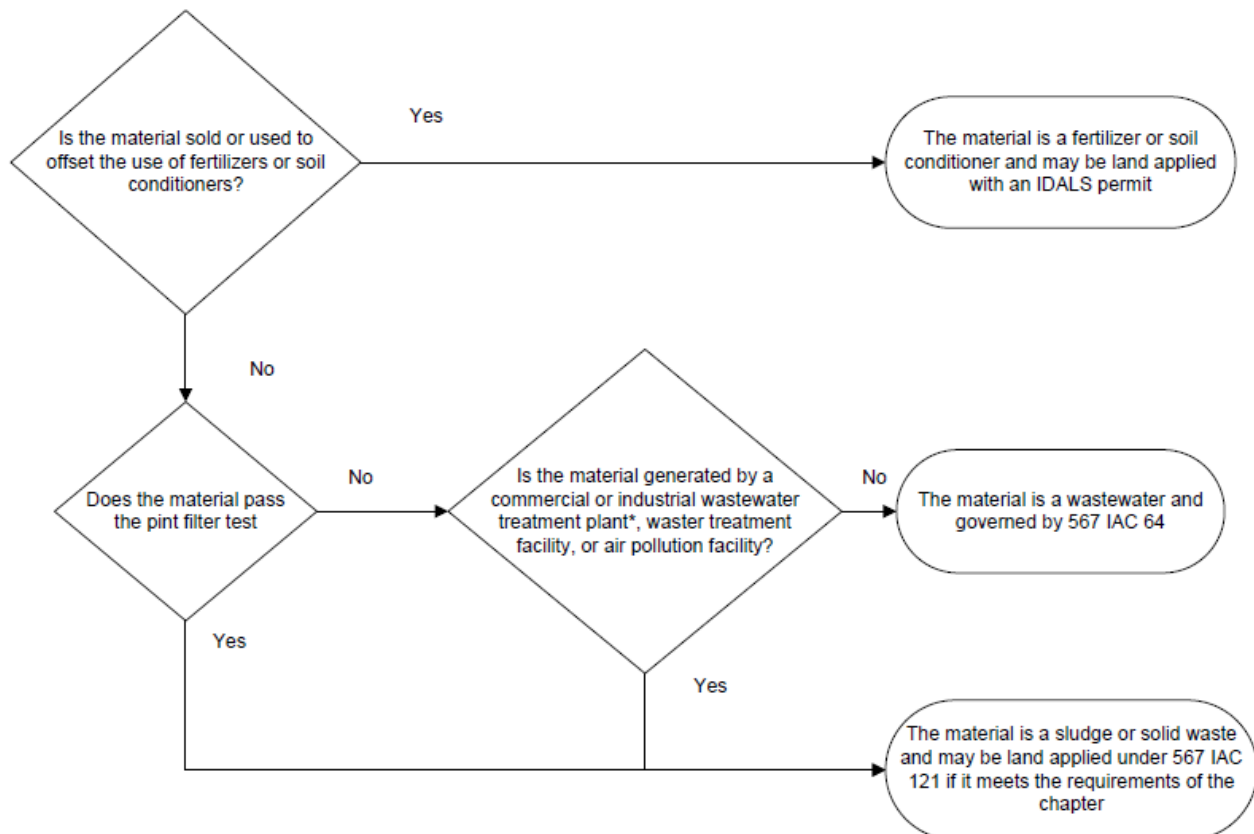 Is the material sold or used to
offset the use of fertilizers or soil
conditioners?
Yes
The material is a fertilizer or soil
conditioner and may be land applied
with an IDALS permit
No
Does the material pass
the pint filter test
No
Is the material generated by a
commercial or industrial wastewater
treatment plant*, waster treatment
facility, or air pollution facility?
No
The material is a wastewater and
governed by 567 IAC 64
Yes
Yes
The material is a sludge or solid waste
and may be land applied under 567 IAC
121 if it meets the requirements of the
chapter